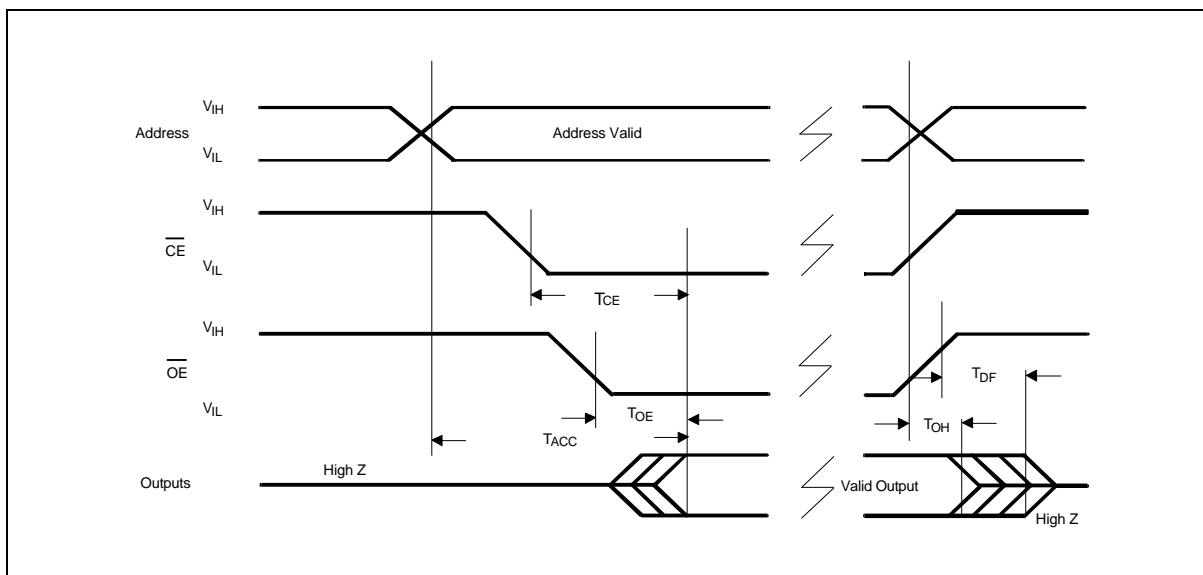 VIH
Address
Address Valid
VIL
VIH
CE
VIL
TCE
VIH
OE
TDF
VIL
TOE
TOH
TACC
High Z
Outputs
Valid Output
High Z